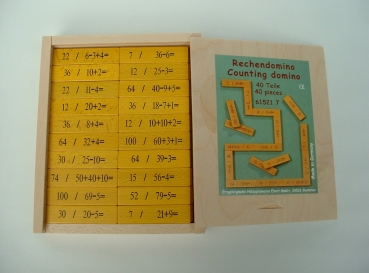 22 / 6-3+4=
7 / 36-6=
36 / 10+2=
12 / 25-3=
22 / 11-4=
64 / 40-9+5=
12 / 20+2=
36 / 18-7+1=
36 / 8+4=
12 / 10+10+2=
64 / 32+4=
100 / 60+3+1=
30 / 25-10=
64 / 39-3=
74 / 50+40+10=
15 / 56-4=
100 / 69-5=
52 / 79-5=
30 / 20-5=
7 / 21+9=
Rechendomino
Counting domino
40 Teile
40 pieces
61521 7
CE
Made in Germany